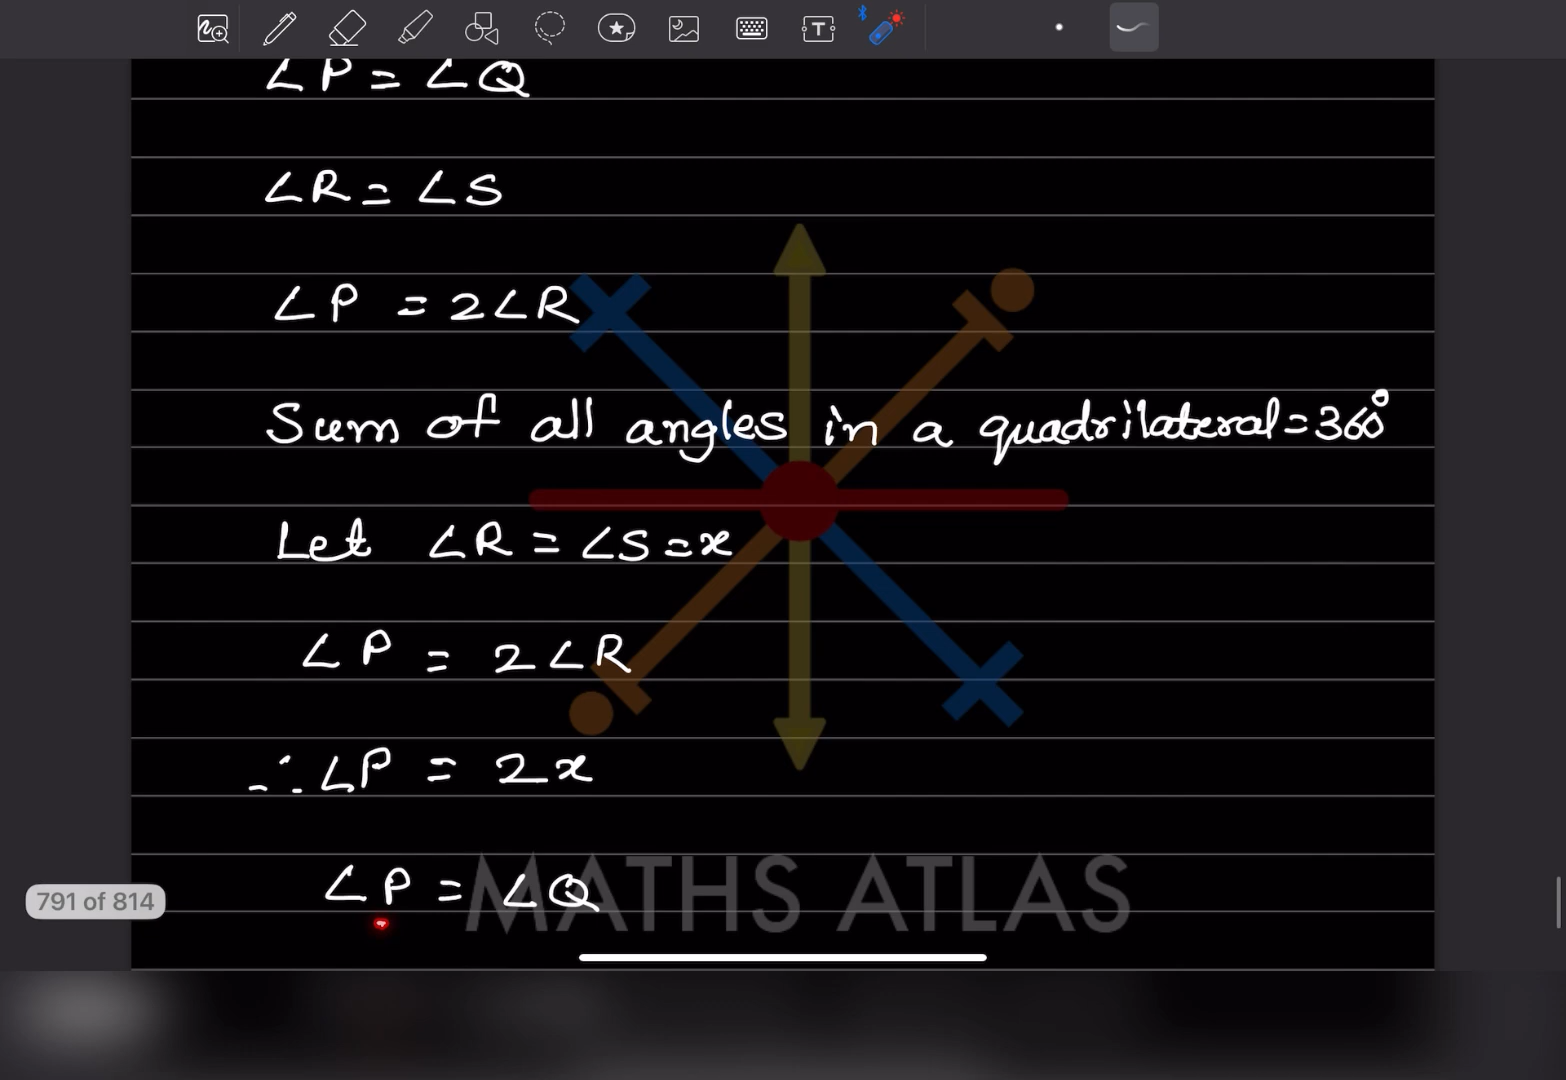 ∠P = ∠Q
∠R = ∠S
∠P = 2∠R
Sum of all angles in a quadrilateral = 360°
Let ∠R = ∠S = x
∠P = 2∠R
∴ ∠P = 2x
∠P = ∠Q
MATHS ATLAS
791 of 814